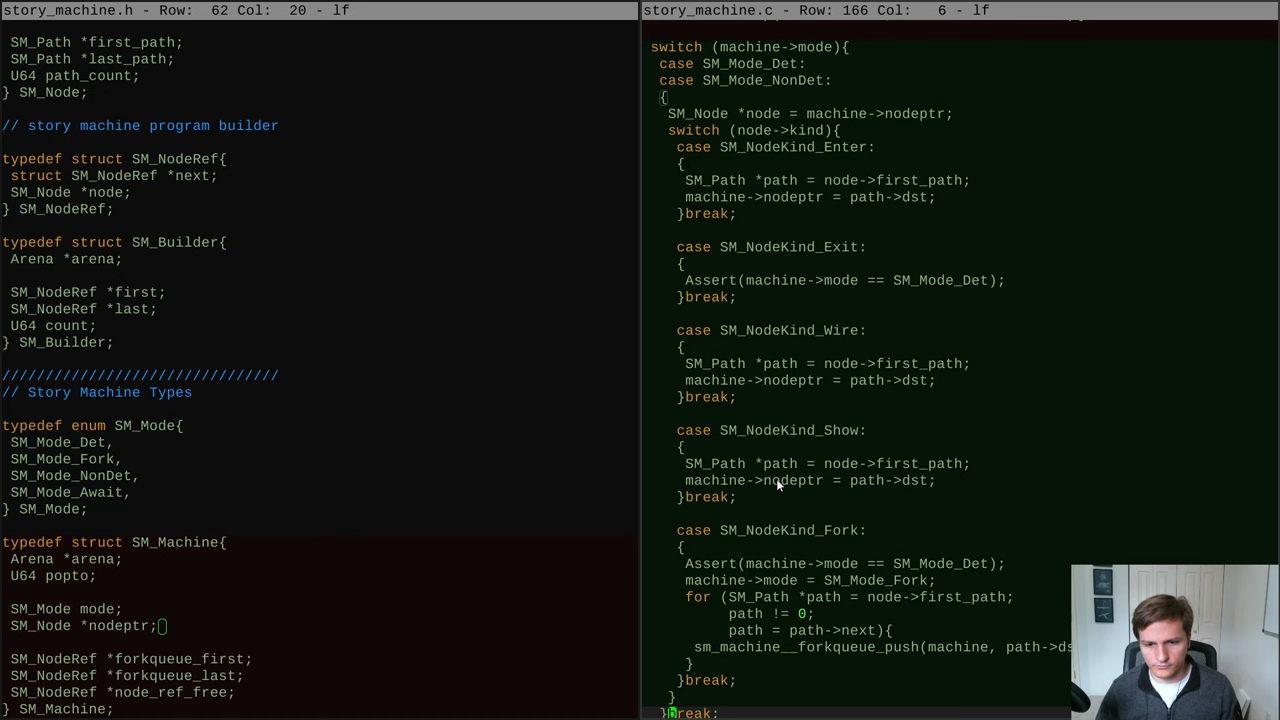 story_machine.h - Row:  62 Col:  20 - lf
SM_Path *first_path;
SM_Path *last_path;
U64 path_count;
} SM_Node;
// story machine program builder
typedef struct SM_NodeRef{
struct SM_NodeRef *next;
SM_Node *node;
} SM_NodeRef;
typedef struct SM_Builder{
Arena *arena;
SM_NodeRef *first;
SM_NodeRef *last;
U64 count;
} SM_Builder;
////////////////////////////////
// Story Machine Types
typedef enum SM_Mode{
SM_Mode_Det,
SM_Mode_Fork,
SM_Mode_NonDet,
SM_Mode_Await,
} SM_Mode;
typedef struct SM_Machine{
Arena *arena;
U64 popto;
SM_Mode mode;
SM_Node *nodeptr;
SM_NodeRef *forkqueue_first;
SM_NodeRef *forkqueue_last;
SM_NodeRef *node_ref_free;
} SM_Machine;
story_machine.c - Row: 166 Col:   6 - lf
switch (machine->mode){
case SM_Mode_Det:
case SM_Mode_NonDet:
{
SM_Node *node = machine->nodeptr;
switch (node->kind){
case SM_NodeKind_Enter:
{
SM_Path *path = node->first_path;
machine->nodeptr = path->dst;
}break;
case SM_NodeKind_Exit:
{
Assert(machine->mode == SM_Mode_Det);
}break;
case SM_NodeKind_Wire:
{
SM_Path *path = node->first_path;
machine->nodeptr = path->dst;
}break;
case SM_NodeKind_Show:
{
SM_Path *path = node->first_path;
machine->nodeptr = path->dst;
}break;
case SM_NodeKind_Fork:
{
Assert(machine->mode == SM_Mode_Det);
machine->mode = SM_Mode_Fork;
for (SM_Path *path = node->first_path;
path != 0;
path = path->next){
sm_machine__forkqueue_push(machine, path->ds
}
}break;
}
}break;